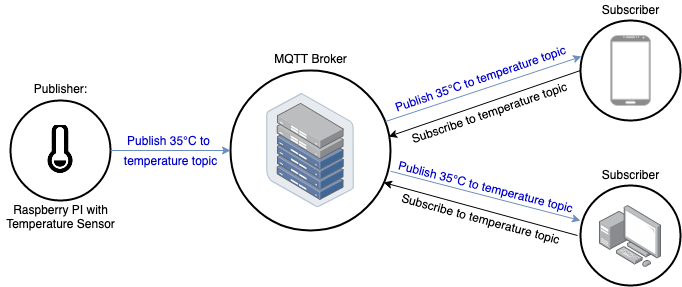 Publisher:
Raspberry PI with
Temperature Sensor
Publish 35°C to
temperature topic
MQTT Broker
Publish 35°C to temperature topic
Subscribe to temperature topic
Subscriber
Publish 35°C to temperature topic
Subscribe to temperature topic
Subscriber